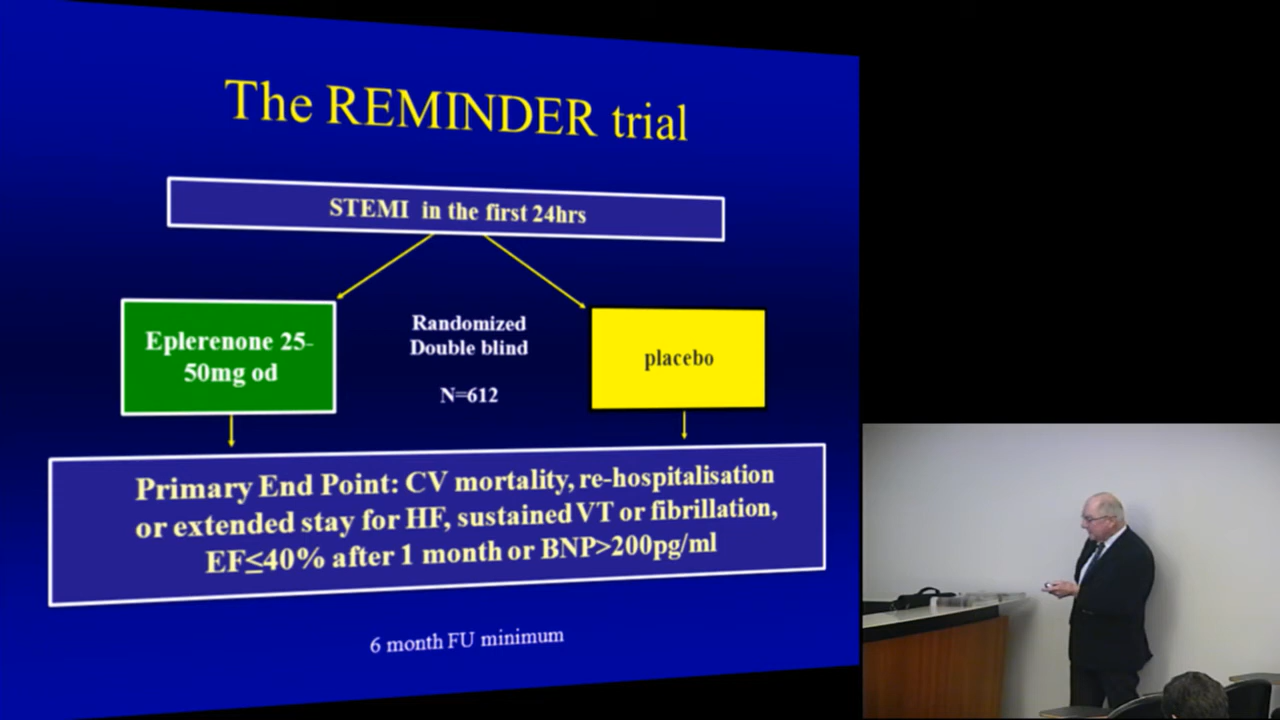 The REMINDER trial
STEMI in the first 24hrs
Eplerenone 25-
50mg od
Randomized
Double blind
N=612
placebo
Primary End Point: CV mortality, re-hospitalisation
or extended stay for HF, sustained VT or fibrillation,
EF≤40% after 1 month or BNP>200pg/ml
6 month FU minimum